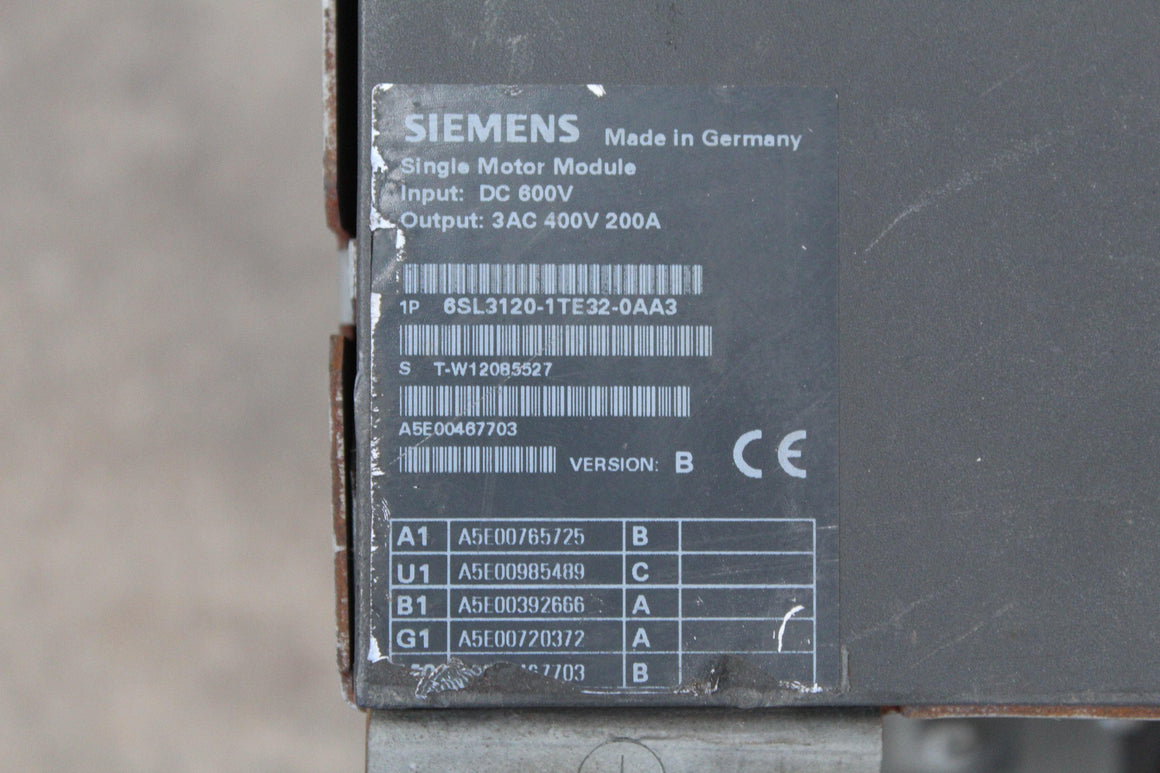 SIEMENS Made in Germany
Single Motor Module
Input: DC 600V
Output: 3AC 400V 200A
1P 6SL3120-1TE32-0AA3
S T-W12085527
A5E00467703
VERSION: B CE
A1 A5E00765725 B
U1 A5E00985489 C
B1 A5E00392666 A
G1 A5E00720372 A
B